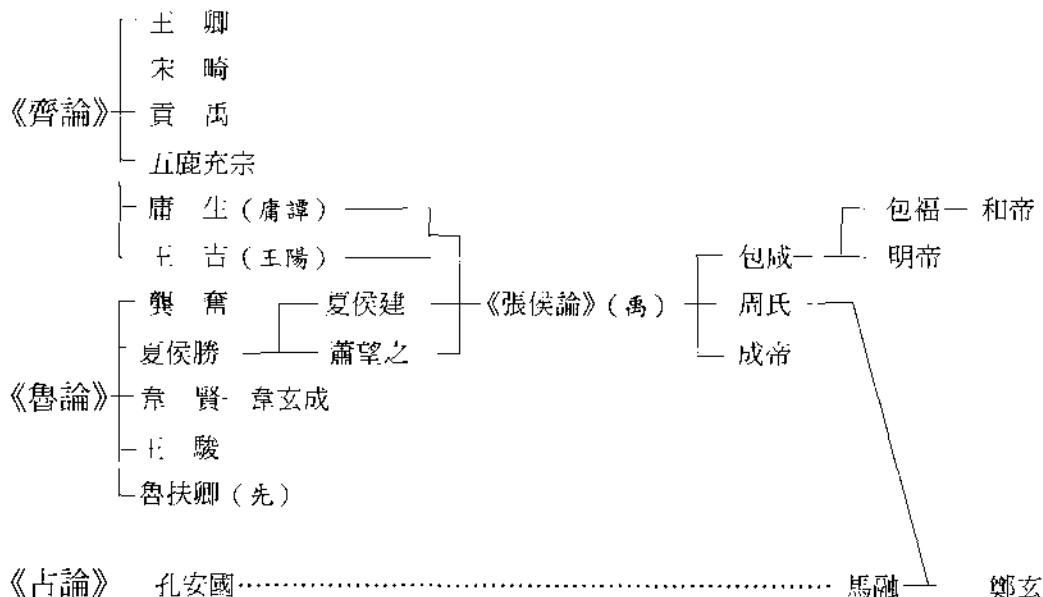 王 卿
宋 畸
《齊論》 貢 禹
五鹿充宗
庸 生（庸譚） 包福 和帝
王 吉（王陽） 包咸 明帝
龔 奮 夏侯建 《張侯論》（禹） 周氏
夏侯勝 蕭望之 成帝
《魯論》 韋 賢 韋玄成
王 駿
魯扶卿（先）
《古論》 孔安國 馬融 鄭玄